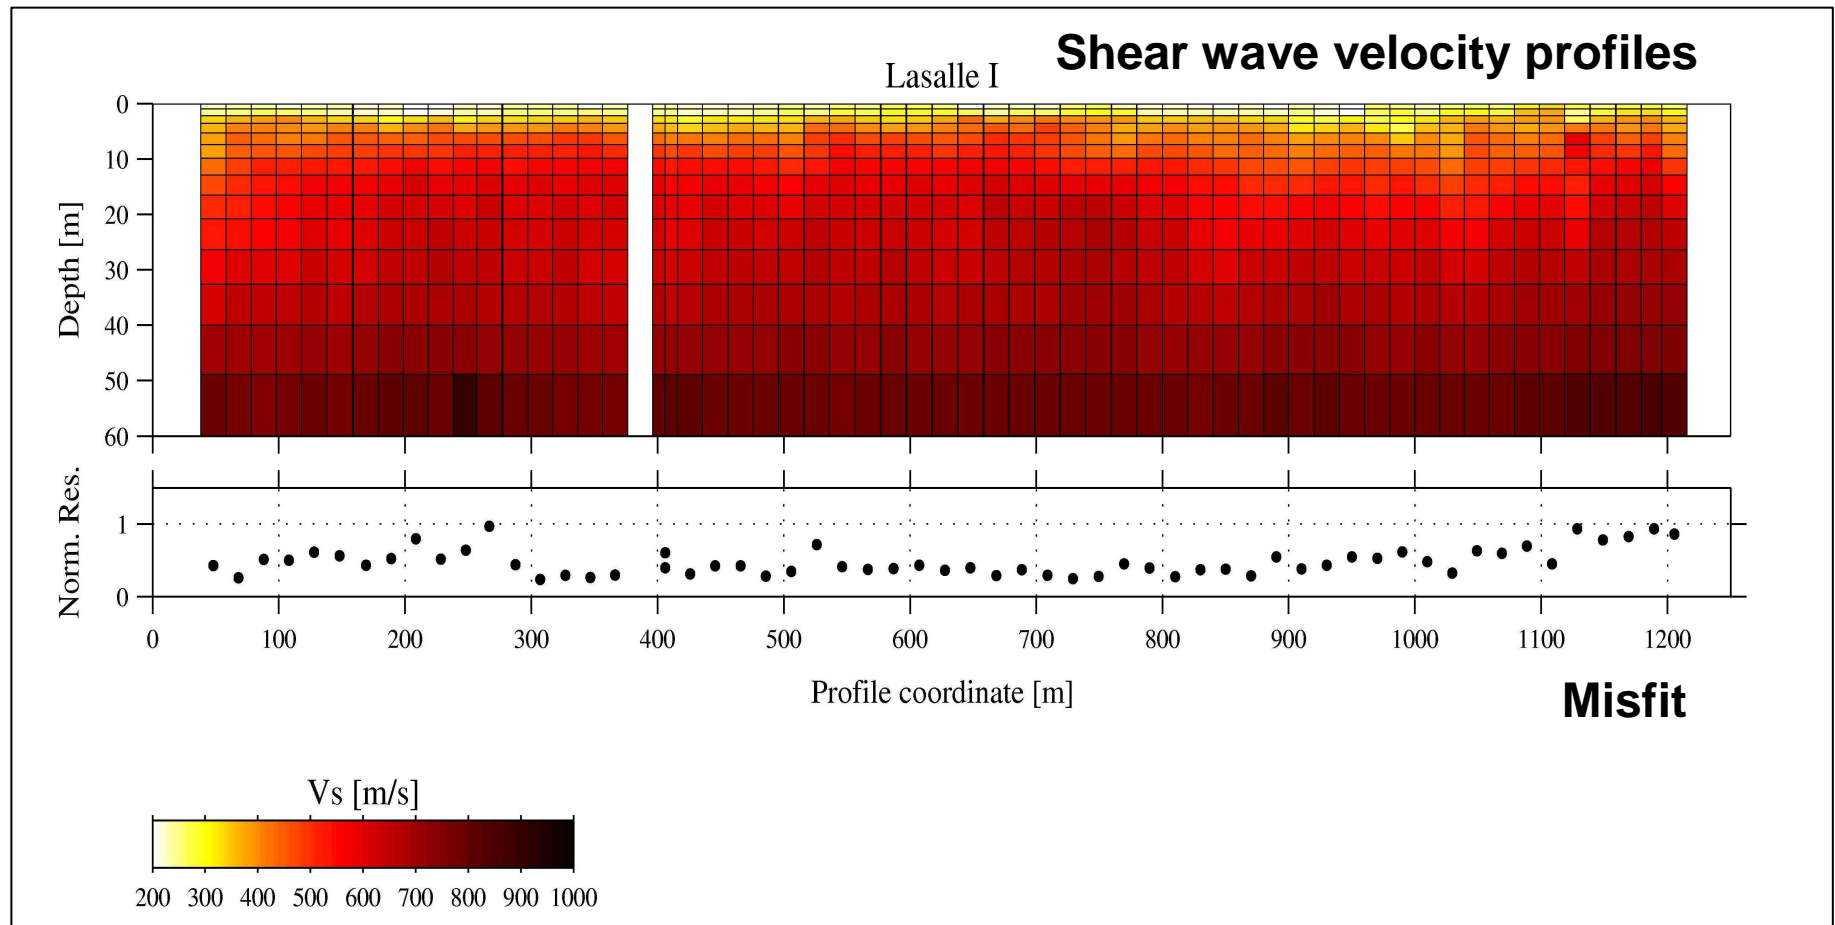 Shear wave velocity profiles
Lasalle I
Depth [m]
0
10
20
30
40
50
60
Norm. Res.
1
0
0 100 200 300 400 500 600 700 800 900 1000 1100 1200
Profile coordinate [m]
Misfit
Vs [m/s]
200 300 400 500 600 700 800 900 1000